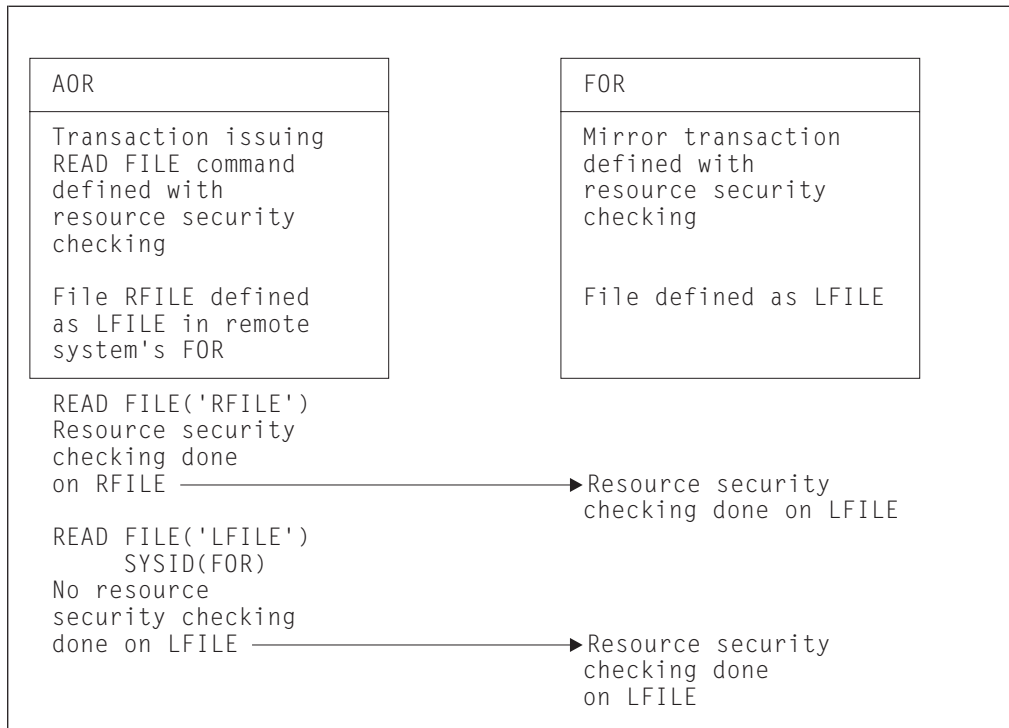 AOR
Transaction issuing
READ FILE command
defined with
resource security
checking
File RFILE defined
as LFILE in remote
system's FOR
FOR
Mirror transaction
defined with
resource security
checking
File defined as LFILE
READ FILE('RFILE')
Resource security
checking done
on RFILE
Resource security
checking done on LFILE
READ FILE('LFILE')
SYSID(FOR)
No resource
security checking
done on LFILE
Resource security
checking done
on LFILE